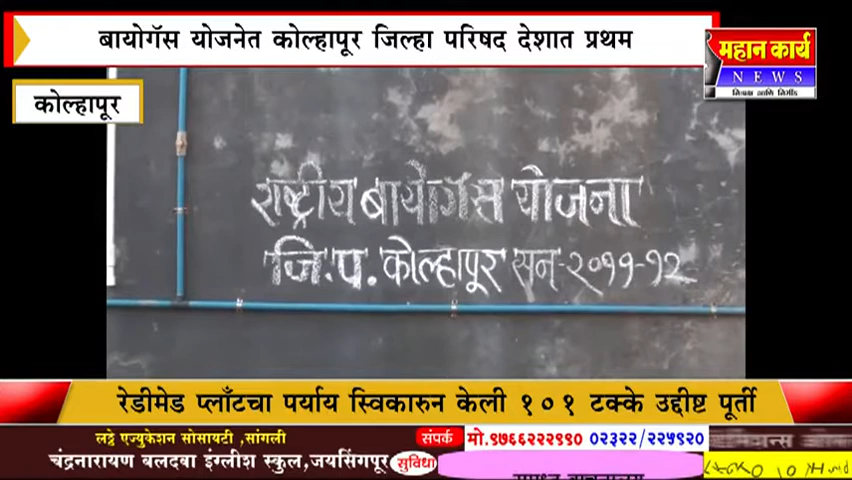 बायोगॅस योजनेत कोल्हापूर जिल्हा परिषद देशात प्रथम
महान कार्य
NEWS
कोल्हापूर
राष्ट्रीय बायोगॅस योजना
जि.प. कोल्हापूर सन-२०११-१२
रेडीमेड प्लाँटचा पर्याय स्विकारुन केली १०१ टक्के उद्दीष्ट पूर्ती
लठ्ठे एज्युकेशन सोसायटी ,सांगली
संपर्क मो.९७६६२२२९९० ०२३२२/२२५९२०
चंद्रनारायण बलदवा इंग्लीश स्कुल,जयसिंगपूर सुविधा